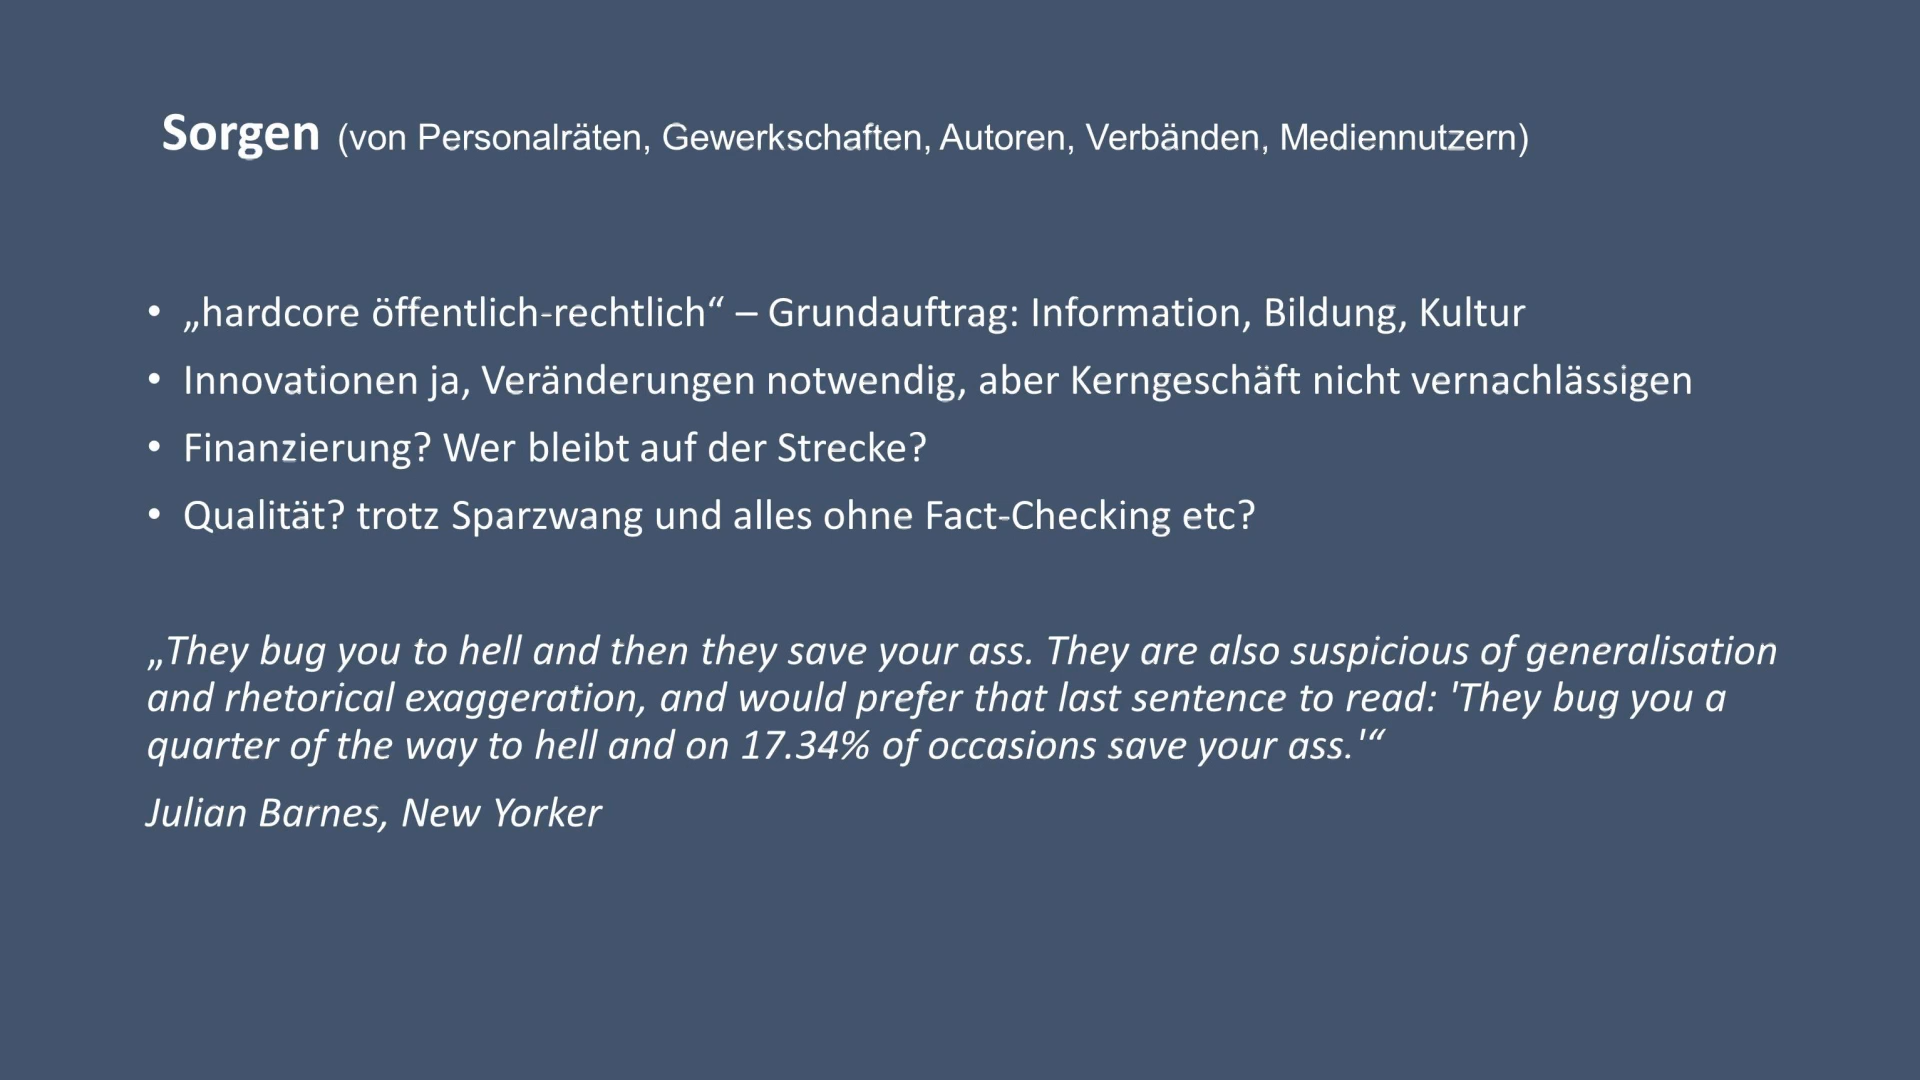 Sorgen (von Personalräten, Gewerkschaften, Autoren, Verbänden, Mediennutzern)
• „hardcore öffentlich-rechtlich“ – Grundauftrag: Information, Bildung, Kultur
• Innovationen ja, Veränderungen notwendig, aber Kerngeschäft nicht vernachlässigen
• Finanzierung? Wer bleibt auf der Strecke?
• Qualität? trotz Sparzwang und alles ohne Fact-Checking etc?
„They bug you to hell and then they save your ass. They are also suspicious of generalisation
and rhetorical exaggeration, and would prefer that last sentence to read: 'They bug you a
quarter of the way to hell and on 17.34% of occasions save your ass.'“
Julian Barnes, New Yorker